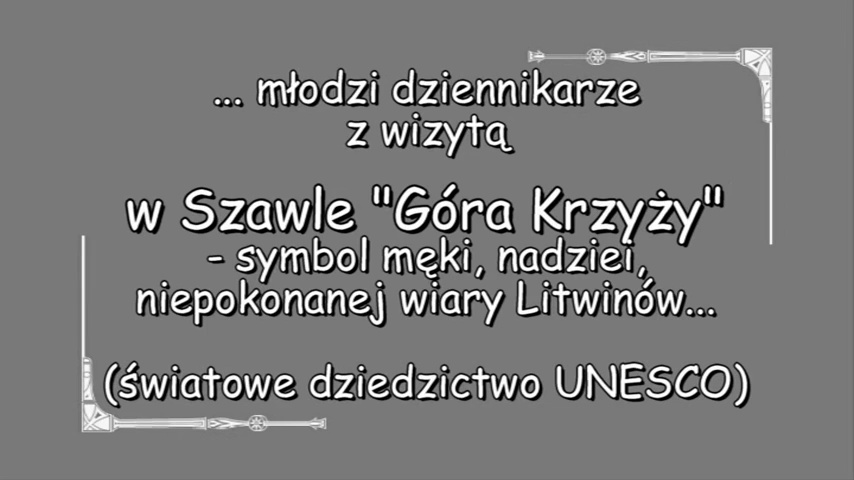 ... młodzi dziennikarze
z wizytą
w Szawle "Góra Krzyży"
- symbol męki, nadziei,
niepokonanej wiary Litwinów...
(światowe dziedzictwo UNESCO)